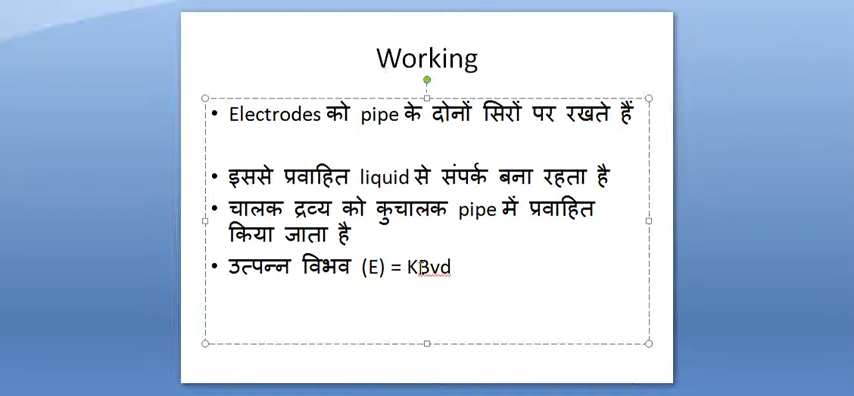 Working
• Electrodes को pipe के दोनों सिरों पर रखते हैं
• इससे प्रवाहित liquid से संपर्क बना रहता है
• चालक द्रव्य को कुचालक pipe में प्रवाहित
किया जाता है
• उत्पन्न विभव (E) = KBvd